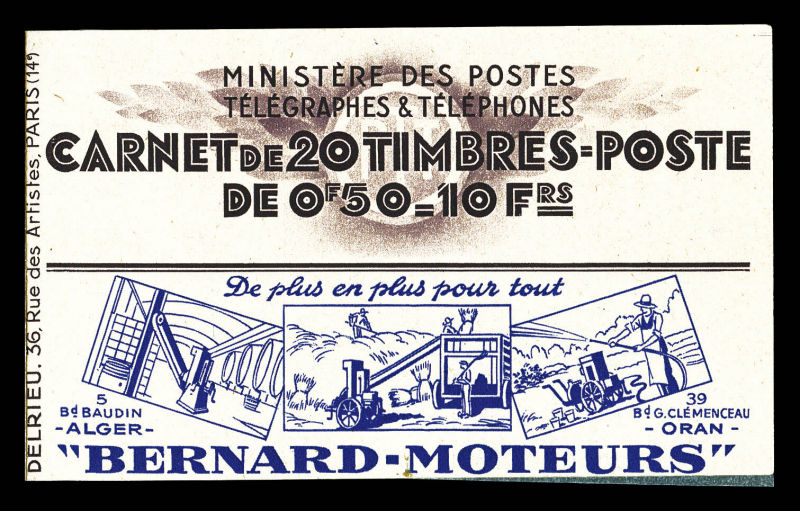 MINISTÈRE DES POSTES
TÉLÉGRAPHES & TÉLÉPHONES
CARNET DE 20 TIMBRES-POSTE
DE 0F50=10 FRS
DELRIEU. 36, Rue des Artistes, PARIS (14e)
De plus en plus pour tout
5
Bd BAUDIN
-ALGER-
39
Bd G. CLÉMENCEAU
- ORAN -
"BERNARD-MOTEURS"